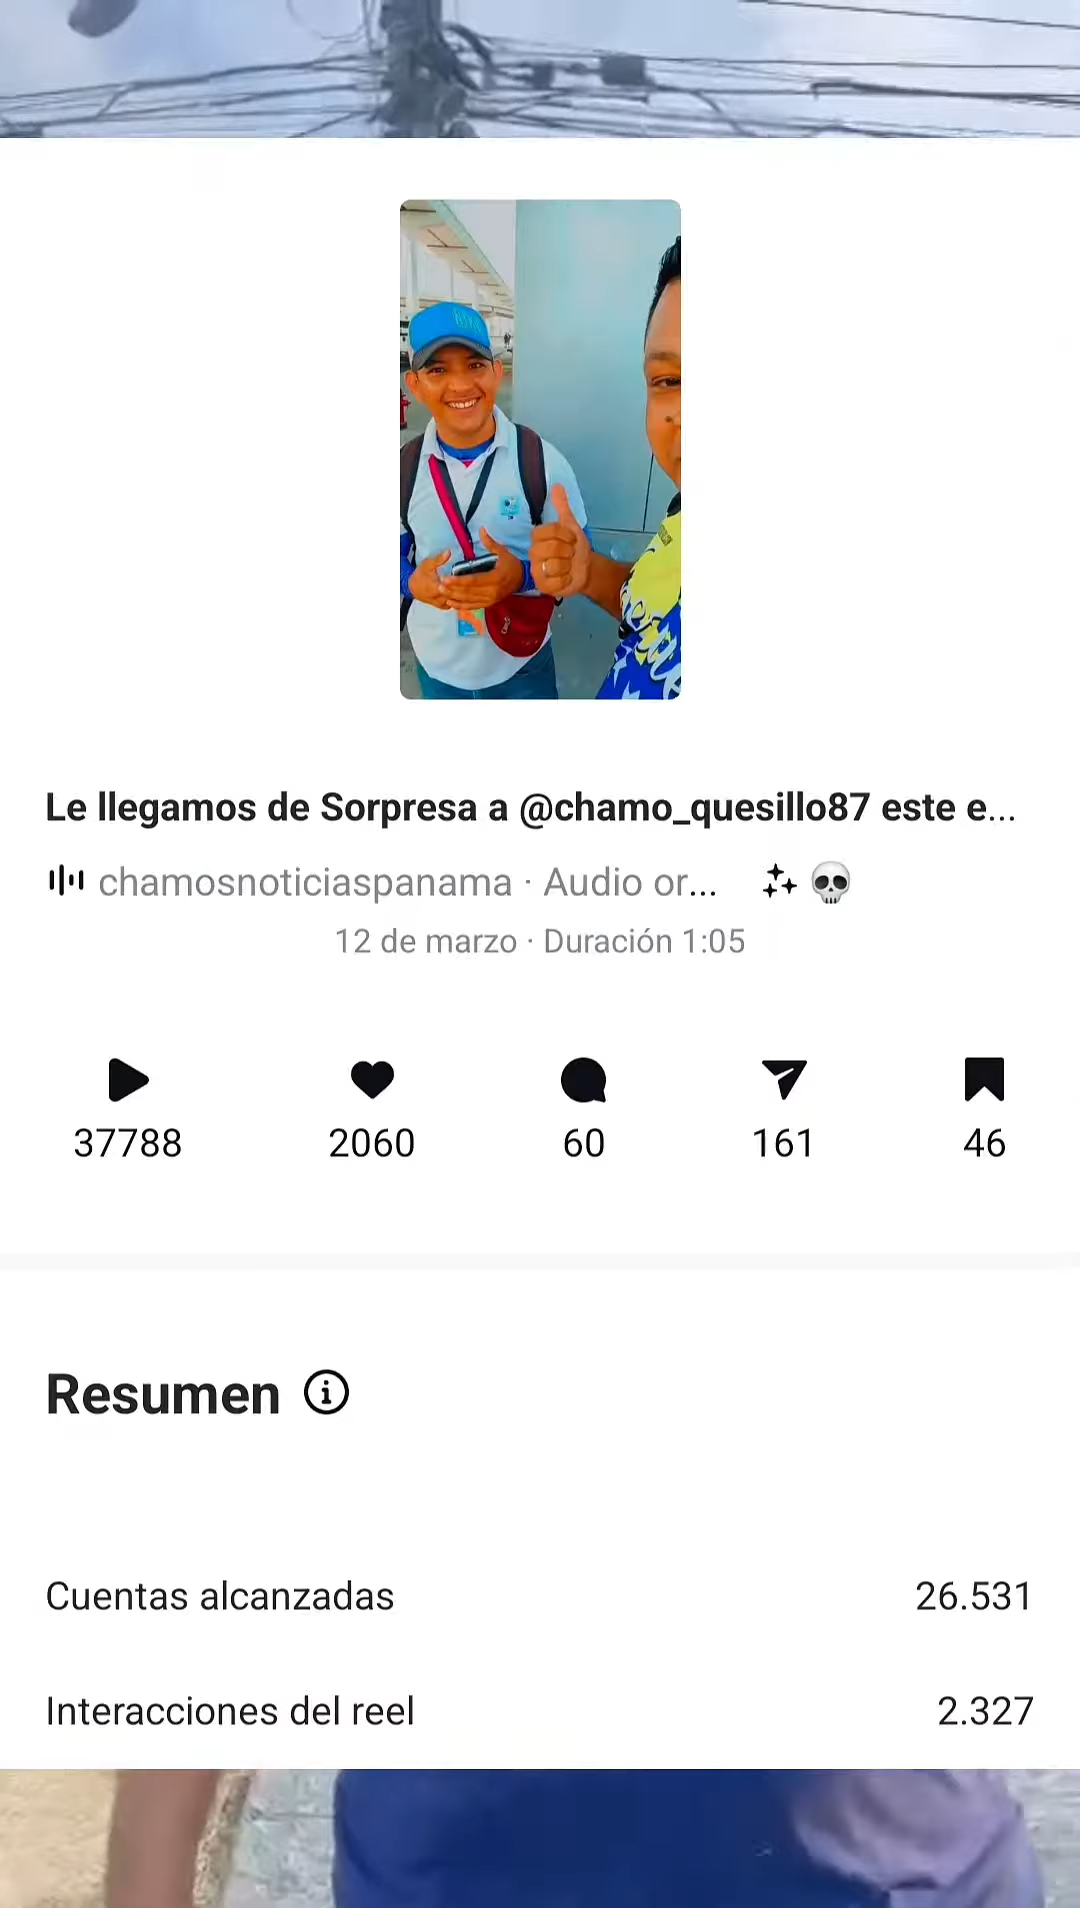 Le llegamos de Sorpresa a @chamo_quesillo87 este e...
chamosnoticiaspanama · Audio or...
12 de marzo · Duración 1:05
37788 2060 60 161 46
Resumen
Cuentas alcanzadas 26.531
Interacciones del reel 2.327